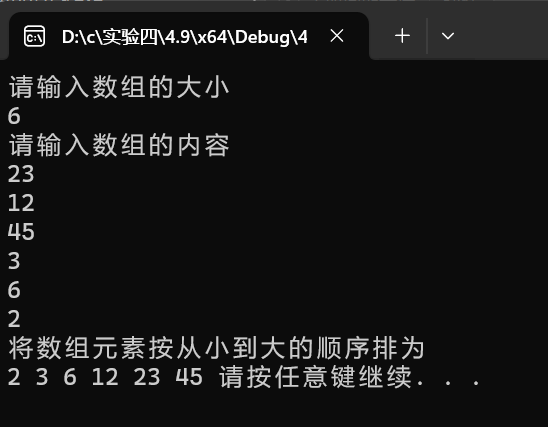 D:\c\实验四\4.9\x64\Debug\4
请输入数组的大小
6
请输入数组的内容
23
12
45
3
6
2
将数组元素按从小到大的顺序排为
2 3 6 12 23 45 请按任意键继续. . .